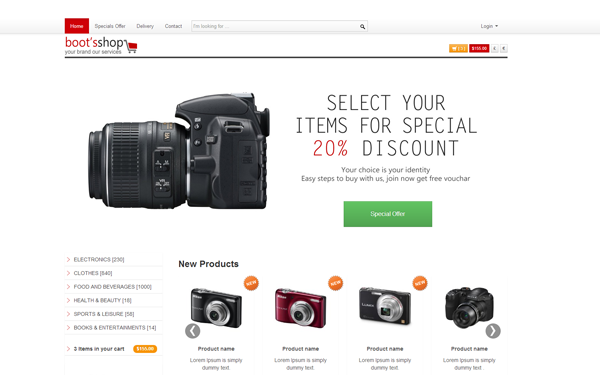 Home Specials Offer Delivery Contact I'm looking for ... Login
boot'sshop
your brand our services
$155.00 £ €
SELECT YOUR
ITEMS FOR SPECIAL
20% DISCOUNT
Your choice is your identity
Easy steps to buy with us, join now get free vouchar
Special Offer
ELECTRONICS [230]
CLOTHES [840]
FOOD AND BEVERAGES [1000]
HEALTH & BEAUTY [18]
SPORTS & LEISURE [58]
BOOKS & ENTERTAINMENTS [14]
3 Items in your cart $155.00
New Products
NEW NEW NEW
Product name Product name Product name Product name
Lorem Ipsum is simply Lorem Ipsum is simply Lorem Ipsum is simply Lorem Ipsum is simply
dummy text. dummy text. dummy text. dummy text.